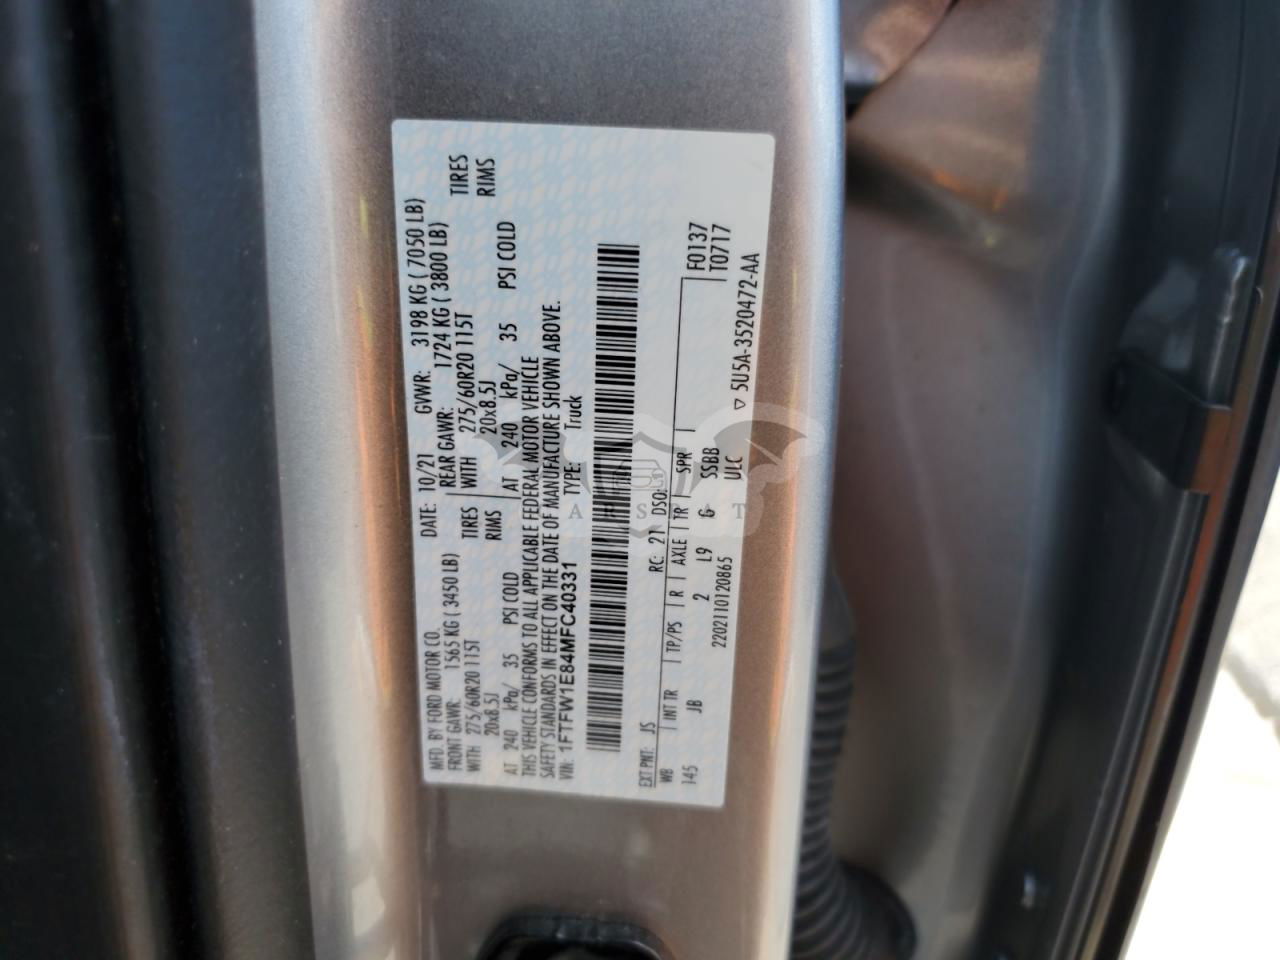 MFD. BY FORD MOTOR CO. DATE: 10/21 GVWR: 3198 KG ( 7050 LB)
FRONT GAWR: 1565 KG ( 3450 LB) REAR GAWR: 1724 KG ( 3800 LB)
WITH 275/60R20 115T TIRES WITH 275/60R20 115T TIRES
20x8.5J RIMS 20x8.5J RIMS
AT 240 kPa/ 35 PSI COLD AT 240 kPa/ 35 PSI COLD
THIS VEHICLE CONFORMS TO ALL APPLICABLE FEDERAL MOTOR VEHICLE
SAFETY STANDARDS IN EFFECT ON THE DATE OF MANUFACTURE SHOWN ABOVE.
VIN: 1FTFW1E84MFC40331 TYPE: Truck
EXT PNT: JS RC: 21 DSO: F0137
WB INT TR TP/PS R AXLE TR SPR T0717
145 JB 2 L9 G SSBB
2202110120865 ULC ▽ 5U5A-3520472-AA
ARSGT